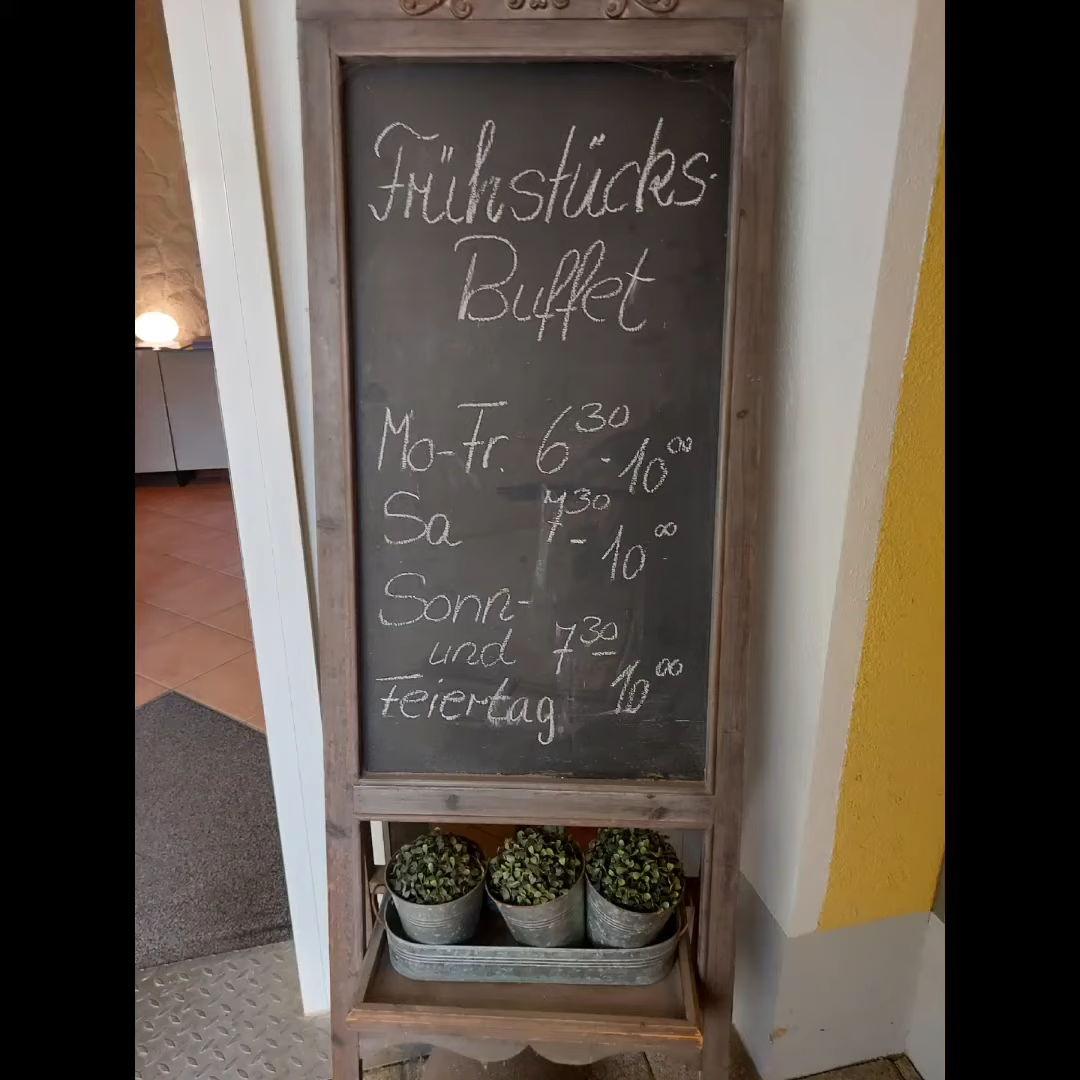 Frühstücks-
Buffet
Mo-Fr. 6³⁰ - 10⁰⁰
Sa 7³⁰ - 10⁰⁰
Sonn-
und 7³⁰ - 10⁰⁰
Feiertag